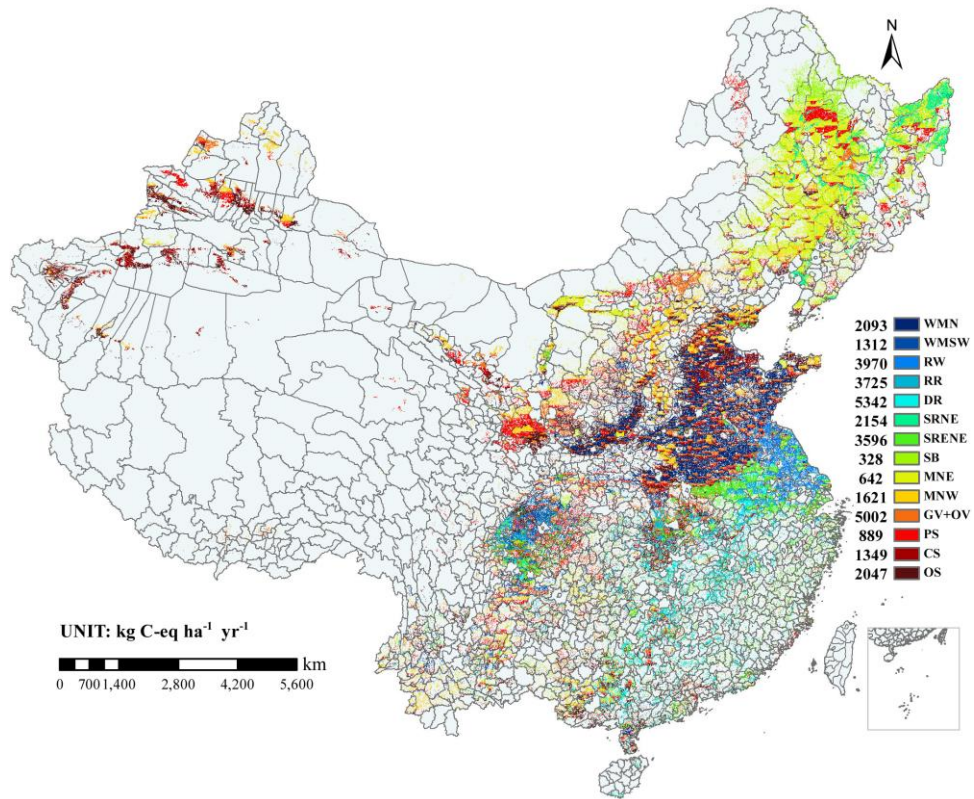 N
2093 WMN
1312 WMSW
3970 RW
3725 RR
5342 DR
2154 SRNE
3596 SRENE
328 SB
642 MNE
1621 MNW
5002 GV+OV
889 PS
1349 CS
2047 OS
UNIT: kg C-eq ha⁻¹ yr⁻¹
km
0 700 1,400 2,800 4,200 5,600